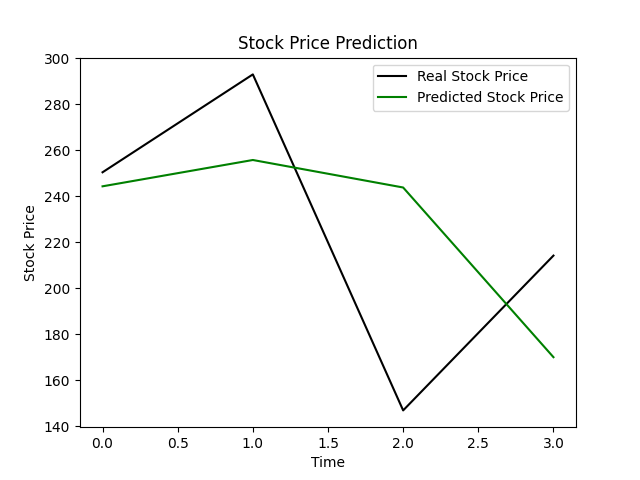 Stock Price Prediction
Real Stock Price
Predicted Stock Price
Stock Price
300
280
260
240
220
200
180
160
140
0.0 0.5 1.0 1.5 2.0 2.5 3.0
Time